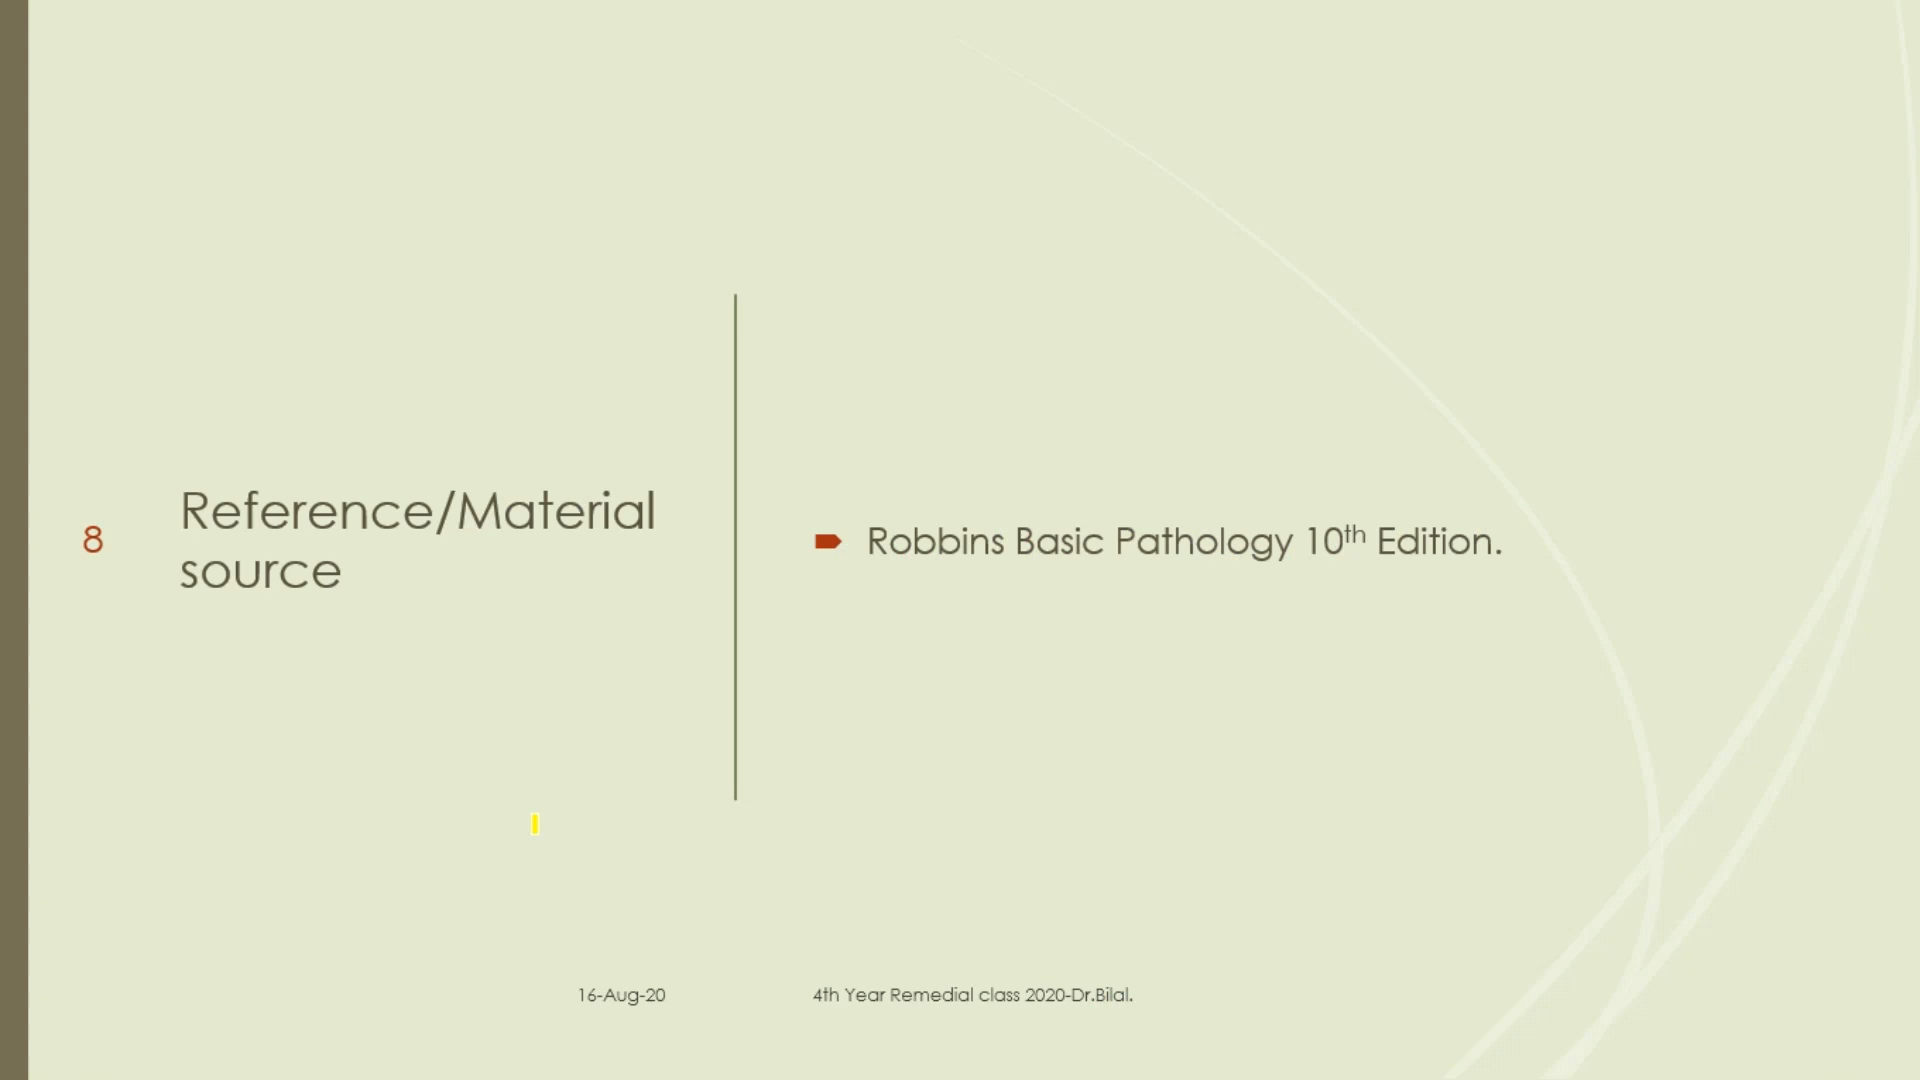 8
Reference/Material
source
Robbins Basic Pathology 10th Edition.
16-Aug-20
4th Year Remedial class 2020-Dr.Bilal.